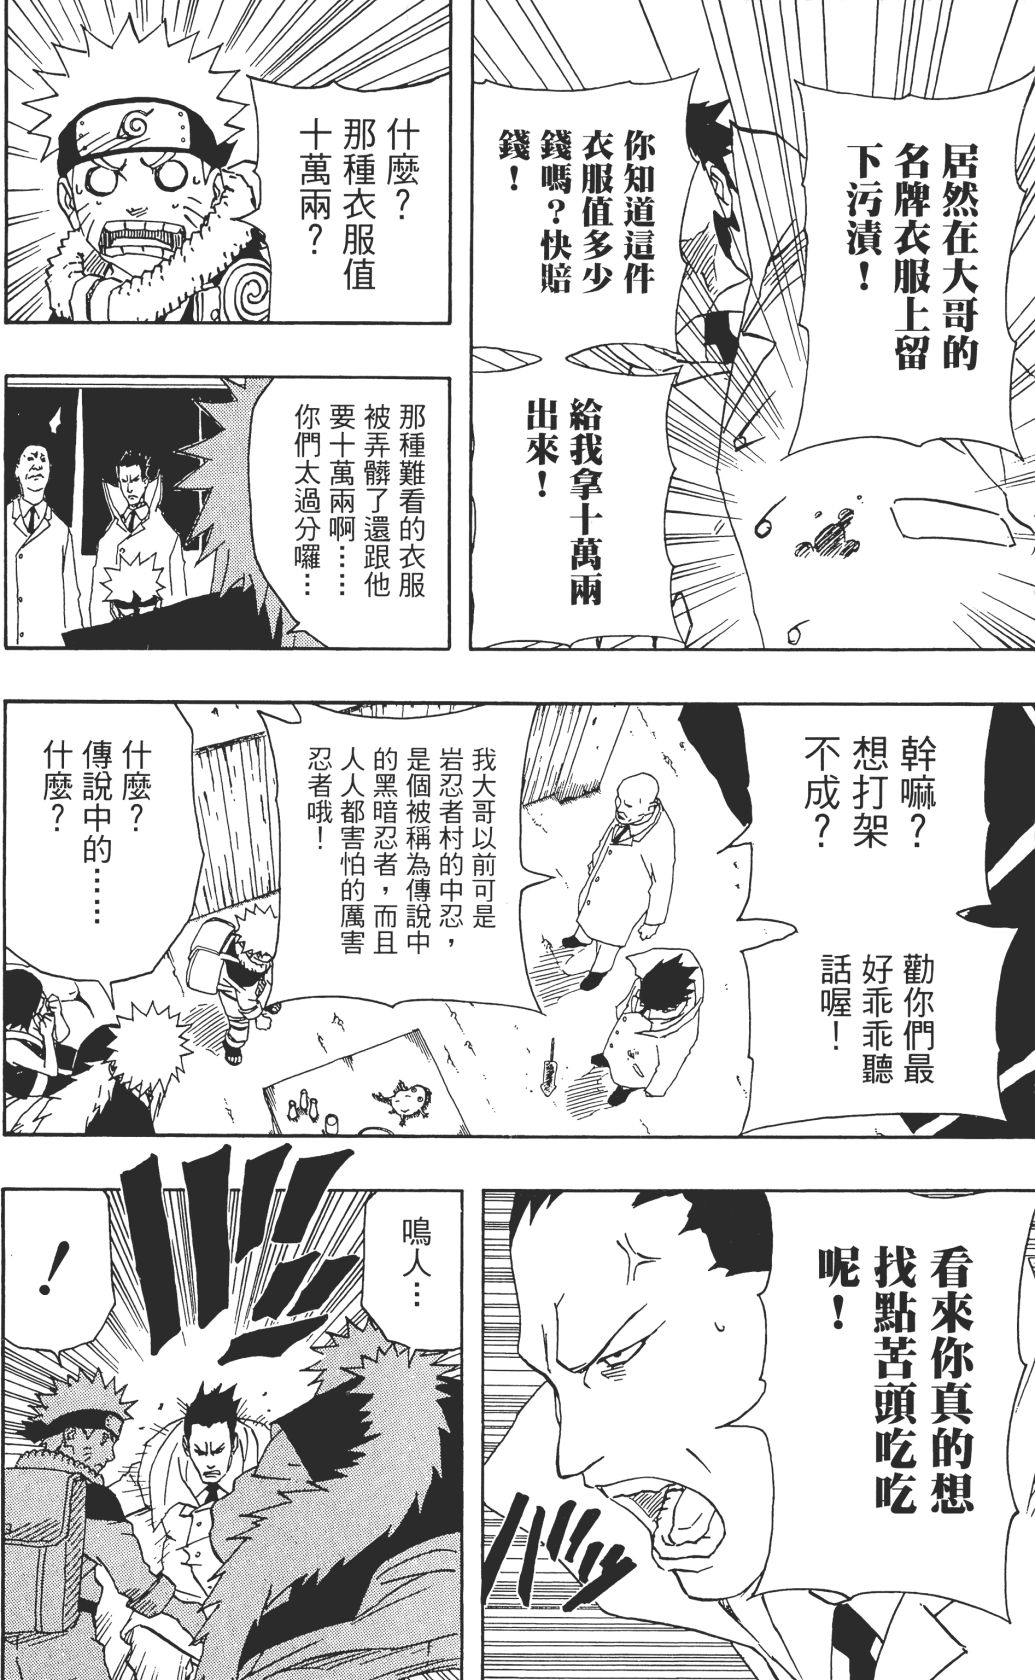 居然在大哥的
名牌衣服上留
下污漬！
你知道這件
衣服值多少
錢嗎？快賠
錢！
給我拿十萬兩
出來！
什麼？
那種衣服值
十萬兩？
那種難看的衣服
被弄髒了還跟他
要十萬兩啊……
你們太過分囉…
幹嘛？
想打架
不成？
勸你們最
好乖乖聽
話喔！
我大哥以前可是
岩忍者村的中忍，
是個被稱為傳說中
的黑暗忍者，而且
人人都害怕的厲害
忍者哦！
什麼？
傳說中的……
什麼？
看來你真的想
找點苦頭吃吃
呢！
鳴人…
！